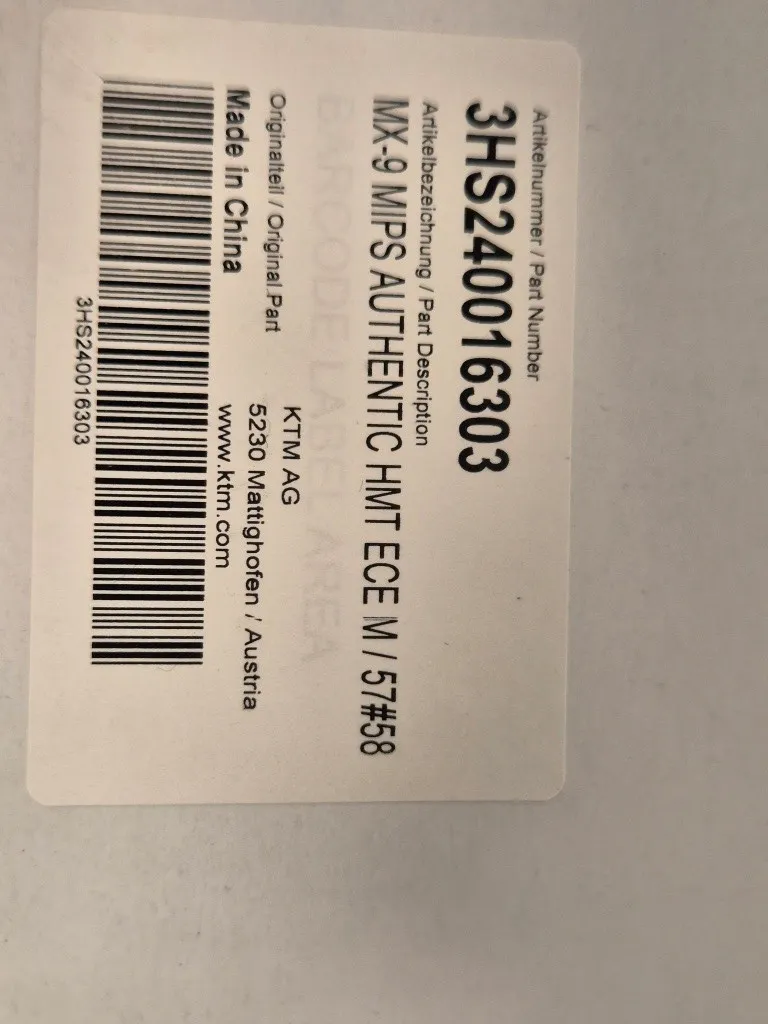 Artikelnummer / Part Number
3HS240016303
Artikelbezeichnung / Part Description
MX-9 MIPS AUTHENTIC HMT ECE M / 57#58
BARCODE LABEL AREA
Originalteil / Original Part
KTM AG
5230 Mattighofen / Austria
Made in China
www.ktm.com
3HS240016303